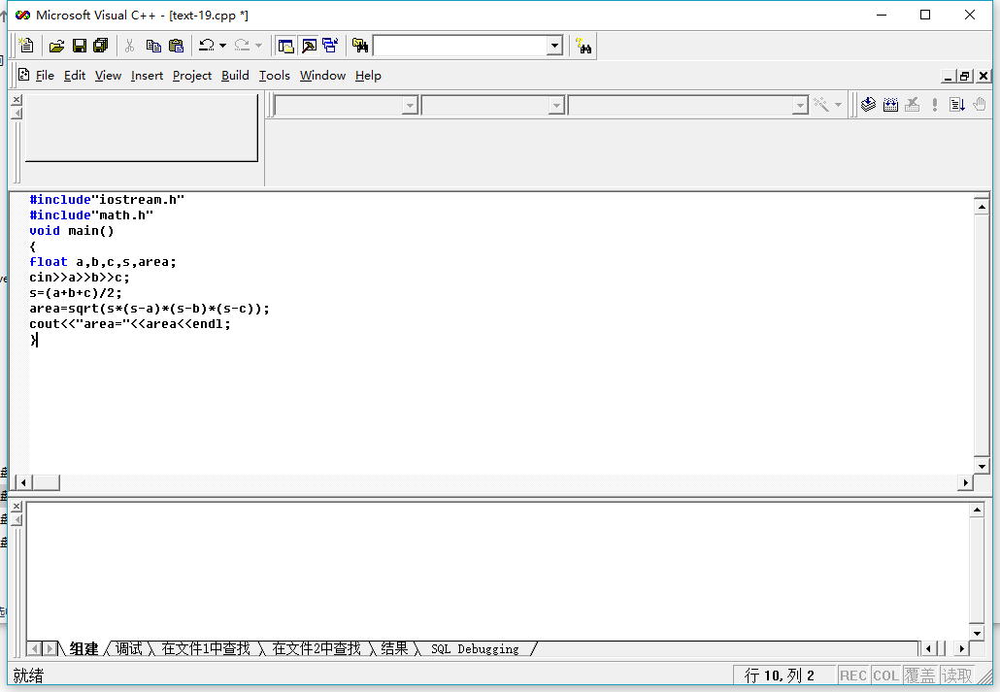 Microsoft Visual C++ - [text-19.cpp *]
File Edit View Insert Project Build Tools Window Help
#include"iostream.h"
#include"math.h"
void main()
{
float a,b,c,s,area;
cin>>a>>b>>c;
s=(a+b+c)/2;
area=sqrt(s*(s-a)*(s-b)*(s-c));
cout<<"area="<<area<<endl;
}
组建 调试 在文件1中查找 在文件2中查找 结果 SQL Debugging
就绪 行 10, 列 2 REC COL 覆盖 读取